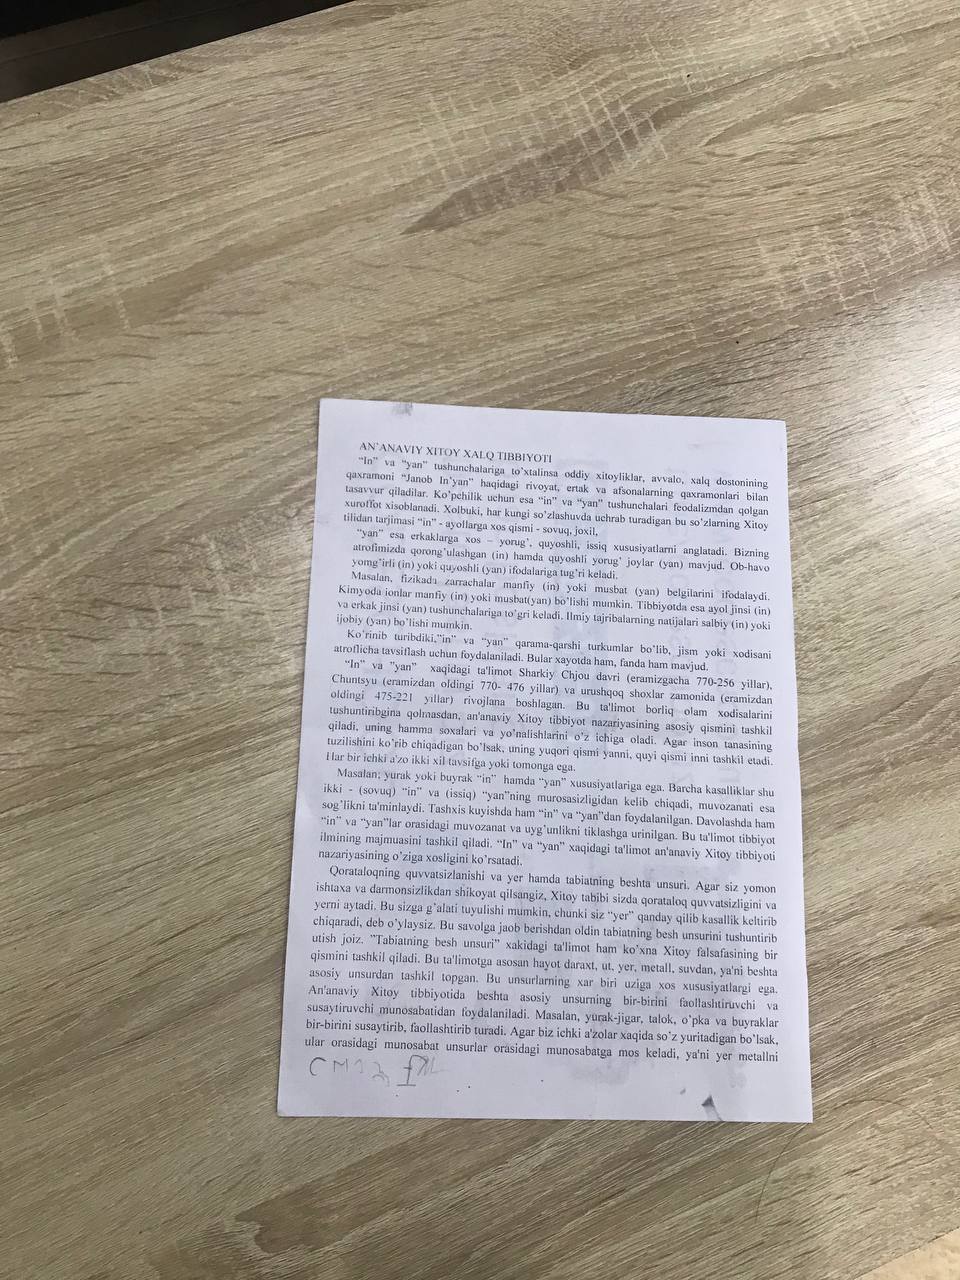 AN'ANAVIY XITOY XALQ TIBBIYOTI
“In” va “yan” tushunchalariga to’xtalinsa oddiy xitoyliklar, avvalo, xalq dostonining
qaxramoni “Janob In’yan” haqidagi rivoyat, ertak va afsonalarning qaxramonlari bilan
tasavvur qiladilar. Ko’pchilik uchun esa “in” va “yan” tushunchalari feodalizmdan qolgan
xuroffot xisoblanadi. Xolbuki, har kungi so’zlashuvda uchrab turadigan bu so’zlarning Xitoy
tilidan tarjimasi “in” - ayollarga xos qismi - sovuq, joxil,
“yan” esa erkaklarga xos – yorug’, quyoshli, issiq xususiyatlarni anglatadi. Bizning
atrofimizda qorong’ulashgan (in) hamda quyoshli yorug’ joylar (yan) mavjud. Ob-havo
yomg’irli (in) yoki quyoshli (yan) ifodalariga tug’ri keladi.
Masalan, fizikada zarrachalar manfiy (in) yoki musbat (yan) belgilarini ifodalaydi.
Kimyoda ionlar manfiy (in) yoki musbat(yan) bo’lishi mumkin. Tibbiyotda esa ayol jinsi (in)
va erkak jinsi (yan) tushunchalariga to’gri keladi. Ilmiy tajribalarning natijalari salbiy (in) yoki
ijobiy (yan) bo’lishi mumkin.
Ko’rinib turibdiki,”in” va “yan” qarama-qarshi turkumlar bo’lib, jism yoki xodisani
atroflicha tavsiflash uchun foydalaniladi. Bular xayotda ham, fanda ham mavjud.
“In” va “yan” xaqidagi ta'limot Sharkiy Chjou davri (eramizgacha 770-256 yillar),
Chuntsyu (eramizdan oldingi 770- 476 yillar) va urushqoq shoxlar zamonida (eramizdan
oldingi 475-221 yillar) rivojlana boshlagan. Bu ta'limot borliq olam xodisalarini
tushuntiribgina qolmasdan, an'anaviy Xitoy tibbiyot nazariyasining asosiy qismini tashkil
qiladi, uning hamma soxalari va yo’nalishlarini o’z ichiga oladi. Agar inson tanasining
tuzilishini ko’rib chiqadigan bo’lsak, uning yuqori qismi yanni, quyi qismi inni tashkil etadi.
Har bir ichki a'zo ikki xil tavsifga yoki tomonga ega.
Masalan; yurak yoki buyrak “in” hamda “yan” xususiyatlariga ega. Barcha kasalliklar shu
ikki - (sovuq) “in” va (issiq) “yan”ning murosasizligidan kelib chiqadi, muvozanati esa
sog’likni ta'minlaydi. Tashxis kuyishda ham “in” va “yan”dan foydalanilgan. Davolashda ham
“in” va “yan”lar orasidagi muvozanat va uyg’unlikni tiklashga urinilgan. Bu ta'limot tibbiyot
ilmining majmuasini tashkil qiladi. “In” va “yan” xaqidagi ta'limot an'anaviy Xitoy tibbiyoti
nazariyasining o’ziga xosligini ko’rsatadi.
Qorataloqning quvvatsizlanishi va yer hamda tabiatning beshta unsuri. Agar siz yomon
ishtaxa va darmonsizlikdan shikoyat qilsangiz, Xitoy tabibi sizda qorataloq quvvatsizligini va
yerni aytadi. Bu sizga g’alati tuyulishi mumkin, chunki siz “yer” qanday qilib kasallik keltirib
chiqaradi, deb o’ylaysiz. Bu savolga jaob berishdan oldin tabiatning besh unsurini tushuntirib
utish joiz. ”Tabiatning besh unsuri” xakidagi ta'limot ham ko’xna Xitoy falsafasining bir
qismini tashkil qiladi. Bu ta'limotga asosan hayot daraxt, ut, yer, metall, suvdan, ya'ni beshta
asosiy unsurdan tashkil topgan. Bu unsurlarning xar biri uziga xos xususiyatlargi ega.
An'anaviy Xitoy tibbiyotida beshta asosiy unsurning bir-birini faollashtiruvchi va
susaytiruvchi munosabatidan foydalaniladi. Masalan, yurak-jigar, talok, o’pka va buyraklar
bir-birini susaytirib, faollashtirib turadi. Agar biz ichki a'zolar xaqida so’z yuritadigan bo’lsak,
ular orasidagi munosabat unsurlar orasidagi munosabatga mos keladi, ya'ni yer metallni